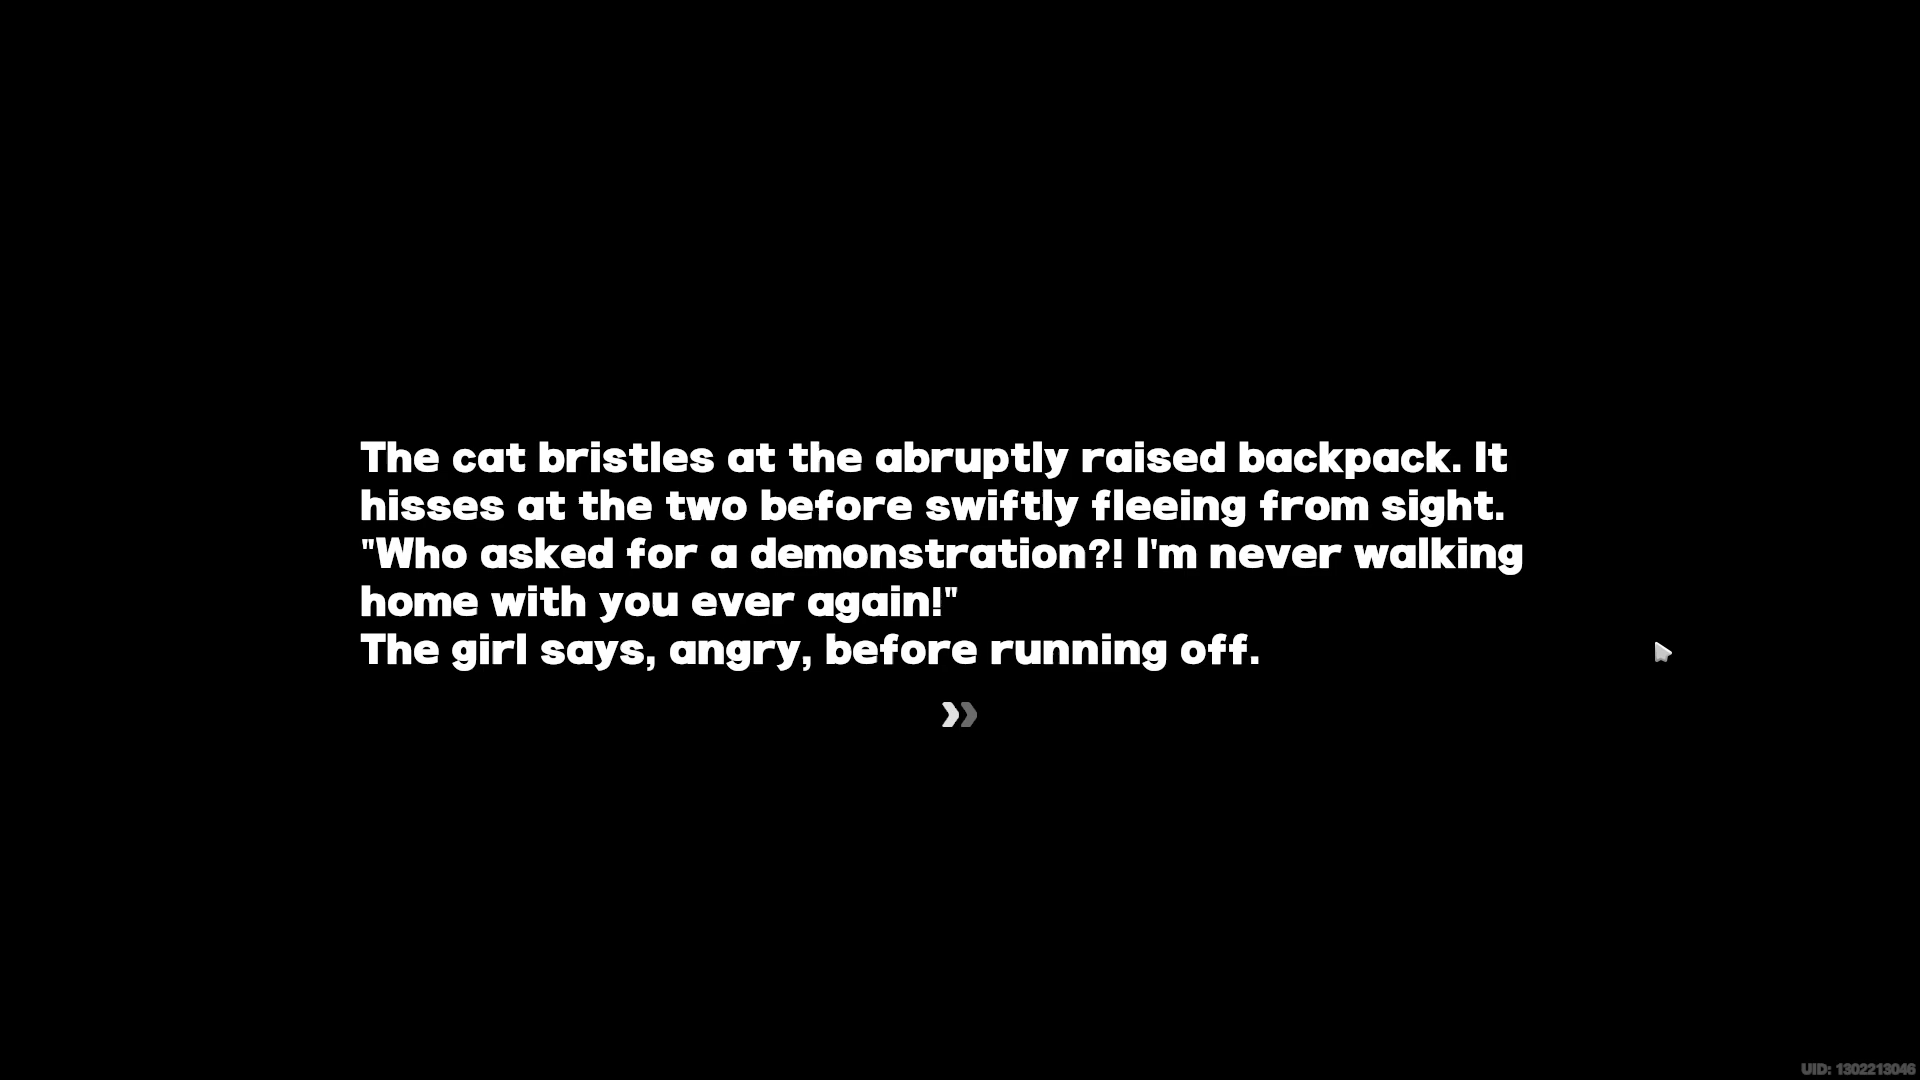 The cat bristles at the abruptly raised backpack. It
hisses at the two before swiftly fleeing from sight.
"Who asked for a demonstration?! I'm never walking
home with you ever again!"
The girl says, angry, before running off.
UID: 1302213046